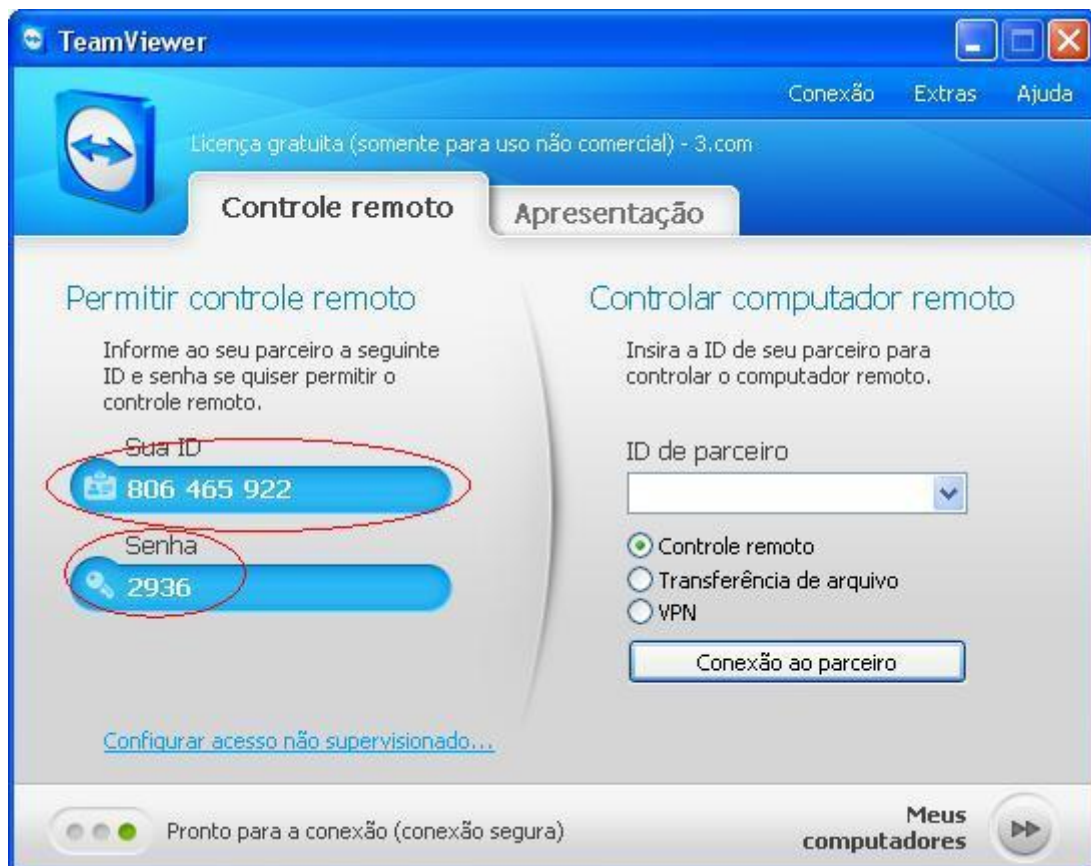 TeamViewer
Conexão Extras Ajuda
Licença gratuita (somente para uso não comercial) - 3.com
Controle remoto
Apresentação
Permitir controle remoto
Informe ao seu parceiro a seguinte
ID e senha se quiser permitir o
controle remoto.
Sua ID
806 465 922
Senha
2936
Configurar acesso não supervisionado...
Controlar computador remoto
Insira a ID de seu parceiro para
controlar o computador remoto.
ID de parceiro
Controle remoto
Transferência de arquivo
VPN
Conexão ao parceiro
Pronto para a conexão (conexão segura)
Meus
computadores